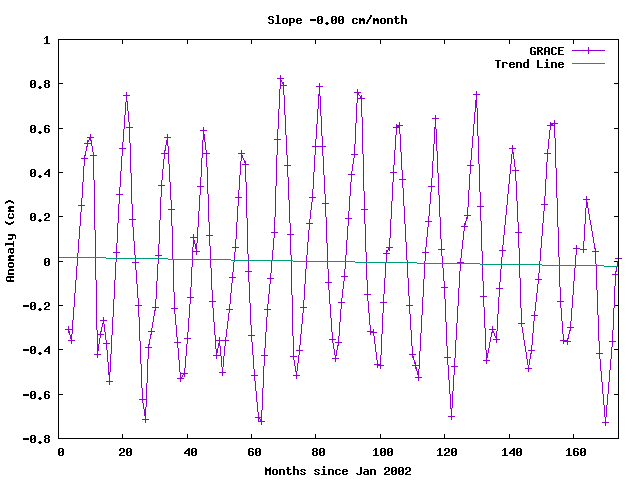 Slope -0.00 cm/month
GRACE
Trend Line
1
0.8
0.6
0.4
0.2
0
-0.2
-0.4
-0.6
-0.8
Anomaly (cm)
0 20 40 60 80 100 120 140 160
Months since Jan 2002